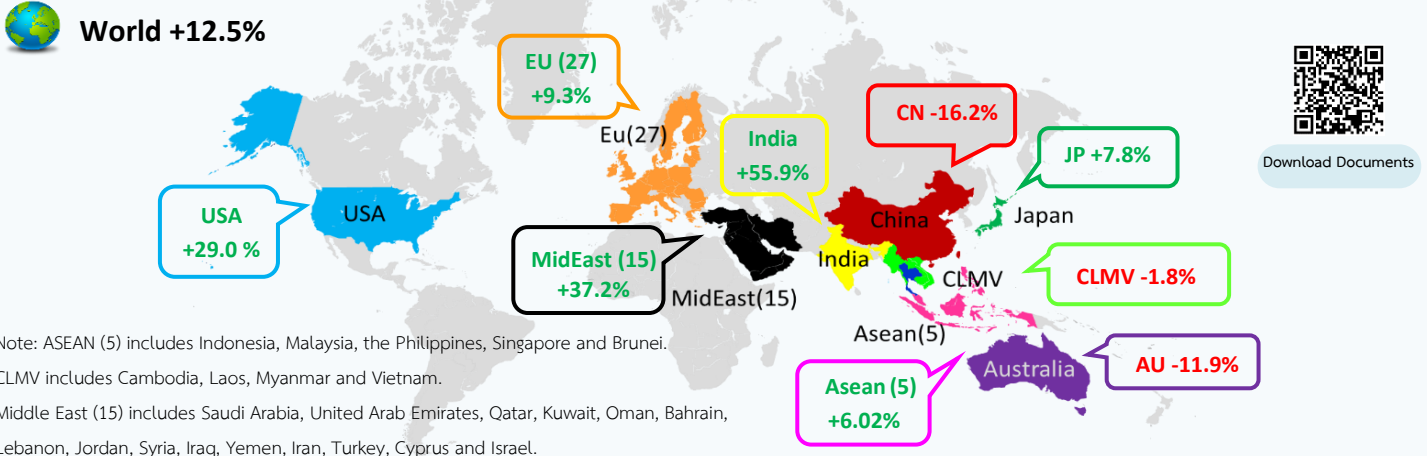 World +12.5%
EU (27)
+9.3%
Eu(27)
CN -16.2%
India
+55.9%
JP +7.8%
Download Documents
USA
+29.0 %
USA
China
Japan
MidEast (15)
+37.2%
MidEast(15)
India
CLMV
CLMV -1.8%
Asean(5)
Note: ASEAN (5) includes Indonesia, Malaysia, the Philippines, Singapore and Brunei.
CLMV includes Cambodia, Laos, Myanmar and Vietnam.
Middle East (15) includes Saudi Arabia, United Arab Emirates, Qatar, Kuwait, Oman, Bahrain,
Lebanon, Jordan, Syria, Iraq, Yemen, Iran, Turkey, Cyprus and Israel.
Asean (5)
+6.02%
Australia
AU -11.9%